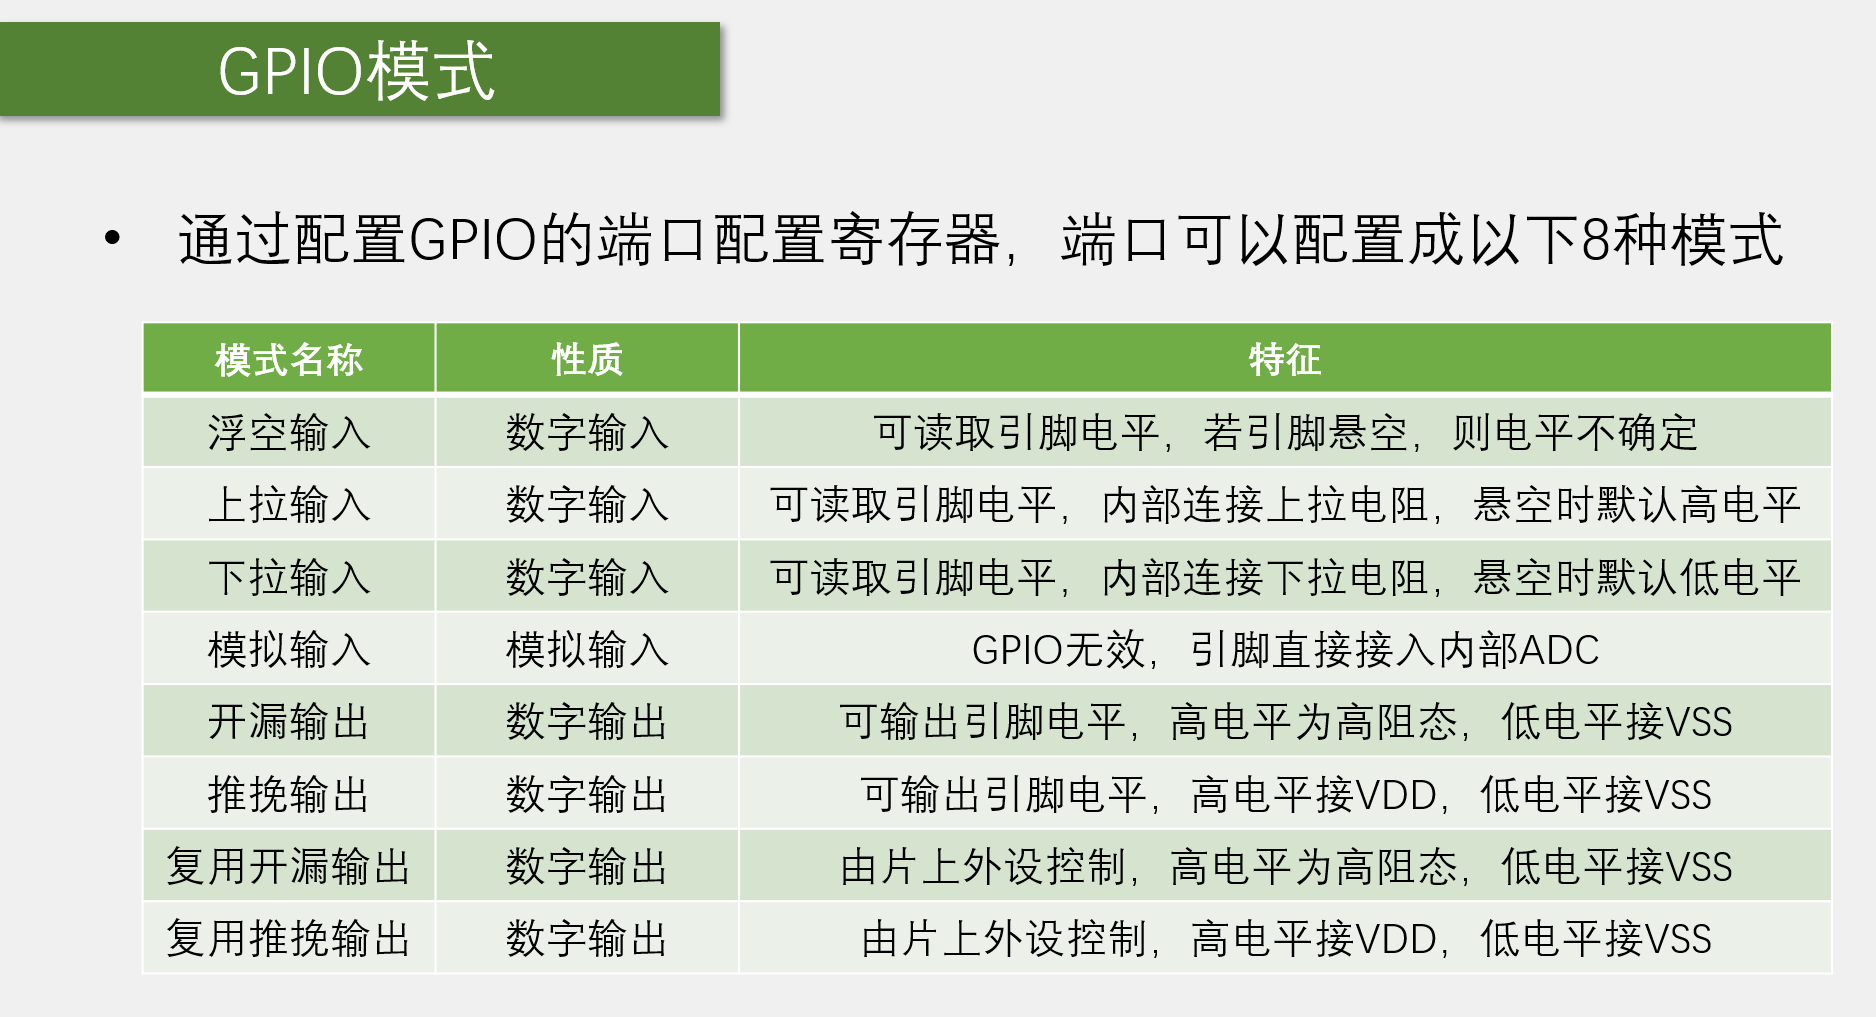 GPIO模式
• 通过配置GPIO的端口配置寄存器，端口可以配置成以下8种模式
模式名称 性质 特征
浮空输入 数字输入 可读取引脚电平，若引脚悬空，则电平不确定
上拉输入 数字输入 可读取引脚电平，内部连接上拉电阻，悬空时默认高电平
下拉输入 数字输入 可读取引脚电平，内部连接下拉电阻，悬空时默认低电平
模拟输入 模拟输入 GPIO无效，引脚直接接入内部ADC
开漏输出 数字输出 可输出引脚电平，高电平为高阻态，低电平接VSS
推挽输出 数字输出 可输出引脚电平，高电平接VDD，低电平接VSS
复用开漏输出 数字输出 由片上外设控制，高电平为高阻态，低电平接VSS
复用推挽输出 数字输出 由片上外设控制，高电平接VDD，低电平接VSS